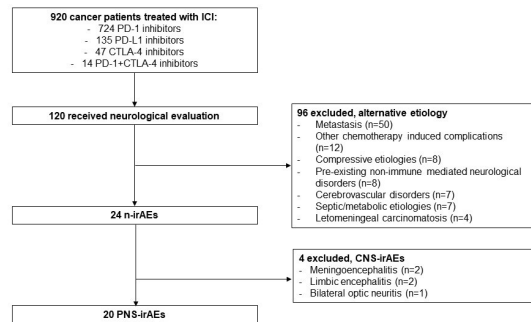 920 cancer patients treated with ICI:
- 724 PD-1 inhibitors
- 135 PD-L1 inhibitors
- 47 CTLA-4 inhibitors
- 14 PD-1+CTLA-4 inhibitors
120 received neurological evaluation
96 excluded, alternative etiology
- Metastasis (n=50)
- Other chemotherapy induced complications
(n=12)
- Compressive etiologies (n=8)
- Pre-existing non-immune mediated neurological
disorders (n=8)
- Cerebrovascular disorders (n=7)
- Septic/metabolic etiologies (n=7)
- Letomeningeal carcinomatosis (n=4)
24 n-irAEs
4 excluded, CNS-irAEs
- Meningoencephalitis (n=2)
- Limbic encephalitis (n=2)
- Bilateral optic neuritis (n=1)
20 PNS-irAEs